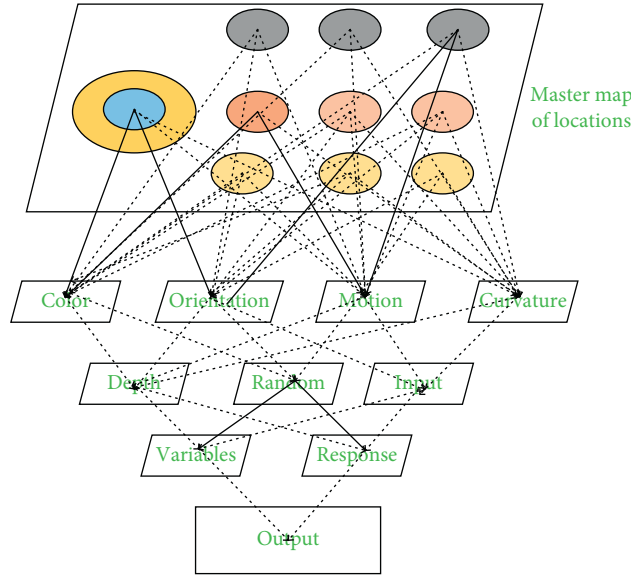 Master map
of locations
Color Orientation Motion Curvature
Depth Random Input
Variables Response
Output